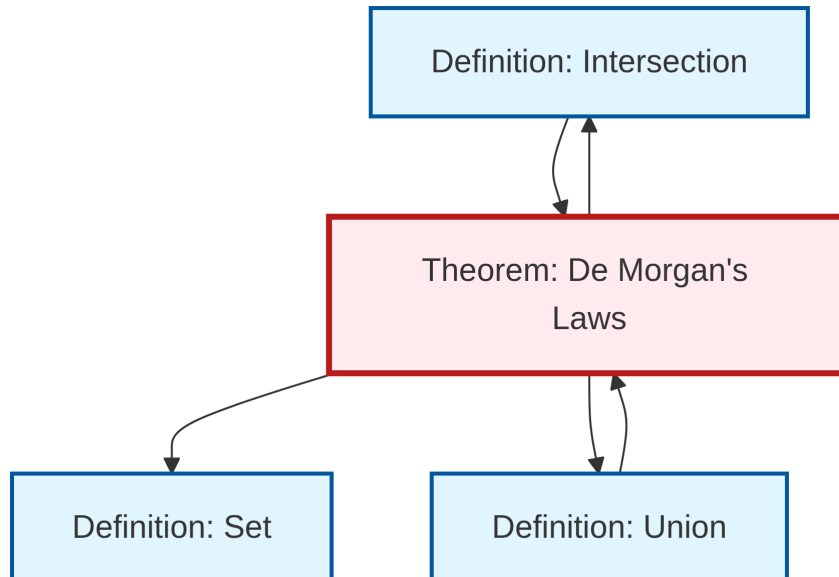 Definition: Intersection
Theorem: De Morgan's
Laws
Definition: Set
Definition: Union